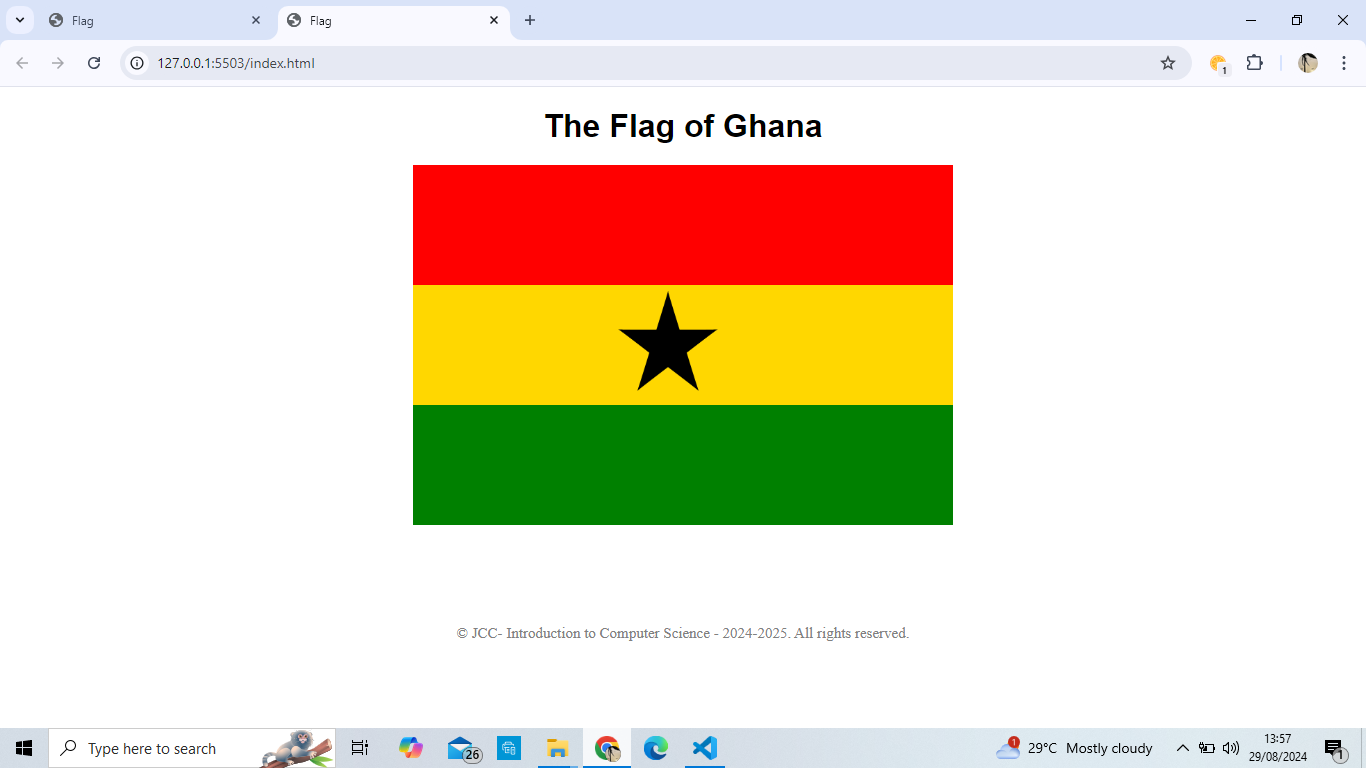 Flag
Flag
127.0.0.1:5503/index.html
1
The Flag of Ghana
© JCC- Introduction to Computer Science - 2024-2025. All rights reserved.
Type here to search
26
1
29°C Mostly cloudy
13:57
29/08/2024
1